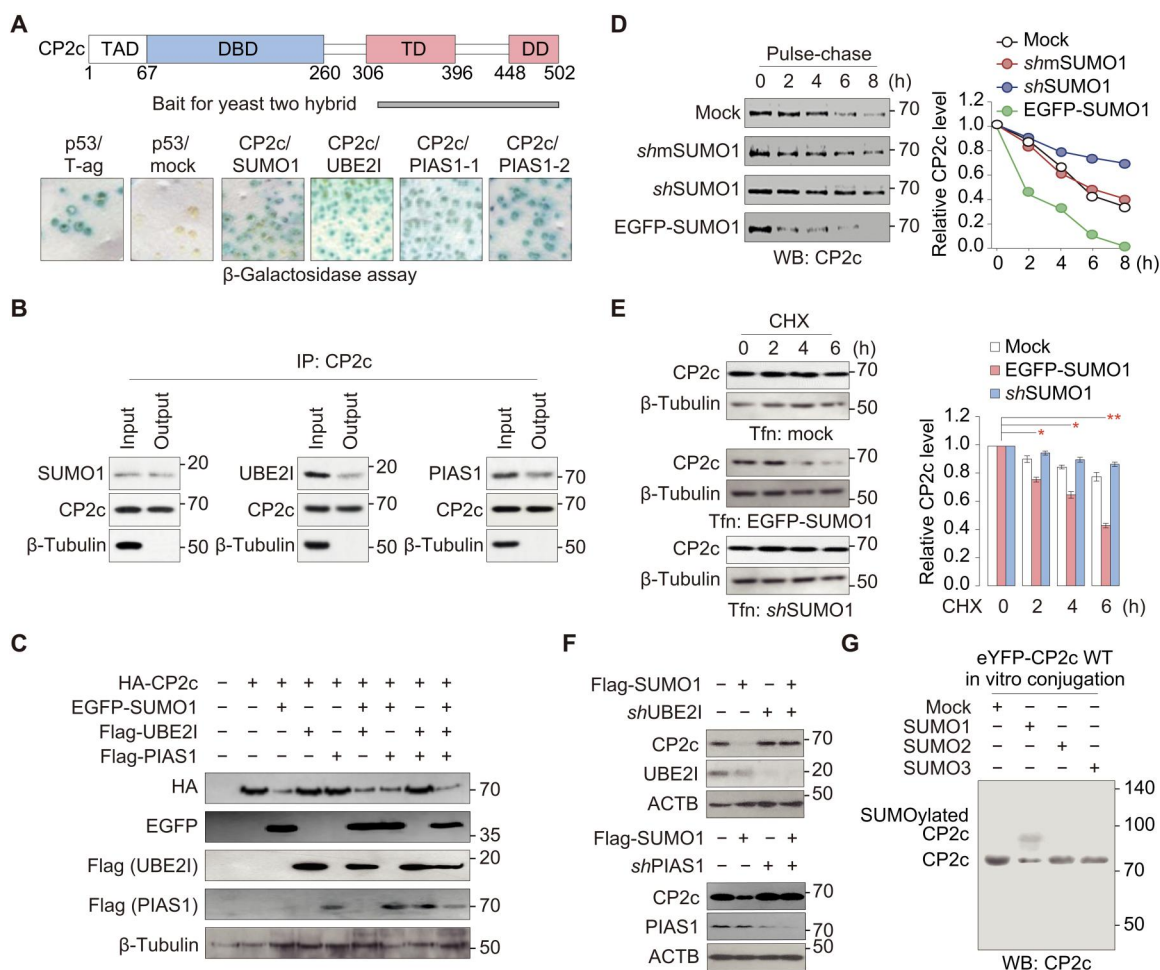 A
CP2c TAD DBD TD DD
1 67 260 306 396 448 502
Bait for yeast two hybrid
p53/ p53/ CP2c/ CP2c/ CP2c/ CP2c/
T-ag mock SUMO1 UBE2I PIAS1-1 PIAS1-2
β-Galactosidase assay
B
IP: CP2c
Input Output Input Output Input Output
SUMO1 20 UBE2I 20 PIAS1 70
CP2c 70 CP2c 70 CP2c 70
β-Tubulin 50 β-Tubulin 50 β-Tubulin 50
C
HA-CP2c – + + + + + + + +
EGFP-SUMO1 – – + – – + + – +
Flag-UBE2I – – – + – + – + +
Flag-PIAS1 – – – – + – + + +
HA 70
EGFP 35
Flag (UBE2I) 20
Flag (PIAS1) 70
β-Tubulin 50
D
Pulse-chase
0 2 4 6 8 (h)
Mock 70
shmSUMO1 70
shSUMO1 70
EGFP-SUMO1 70
WB: CP2c
Mock
shmSUMO1
shSUMO1
EGFP-SUMO1
Relative CP2c level
1.2
1.0
0.8
0.6
0.4
0.2
0.0
0 2 4 6 8 (h)
E
CHX
0 2 4 6 (h)
CP2c 70
β-Tubulin 50
Tfn: mock
CP2c 70
β-Tubulin 50
Tfn: EGFP-SUMO1
CP2c 70
β-Tubulin 50
Tfn: shSUMO1
Mock
EGFP-SUMO1
shSUMO1
Relative CP2c level
1.2
1.0
0.8
0.6
0.4
0.2
0.0
* * **
CHX 0 2 4 6 (h)
F
Flag-SUMO1 – + – +
shUBE2I – – + +
CP2c 70
UBE2I 20
ACTB 50
Flag-SUMO1 – + – +
shPIAS1 – – + +
CP2c 70
PIAS1 70
ACTB 50
G
eYFP-CP2c WT
in vitro conjugation
Mock + – – –
SUMO1 – + – –
SUMO2 – – + –
SUMO3 – – – +
140
SUMOylated CP2c 100
CP2c 70
50
WB: CP2c